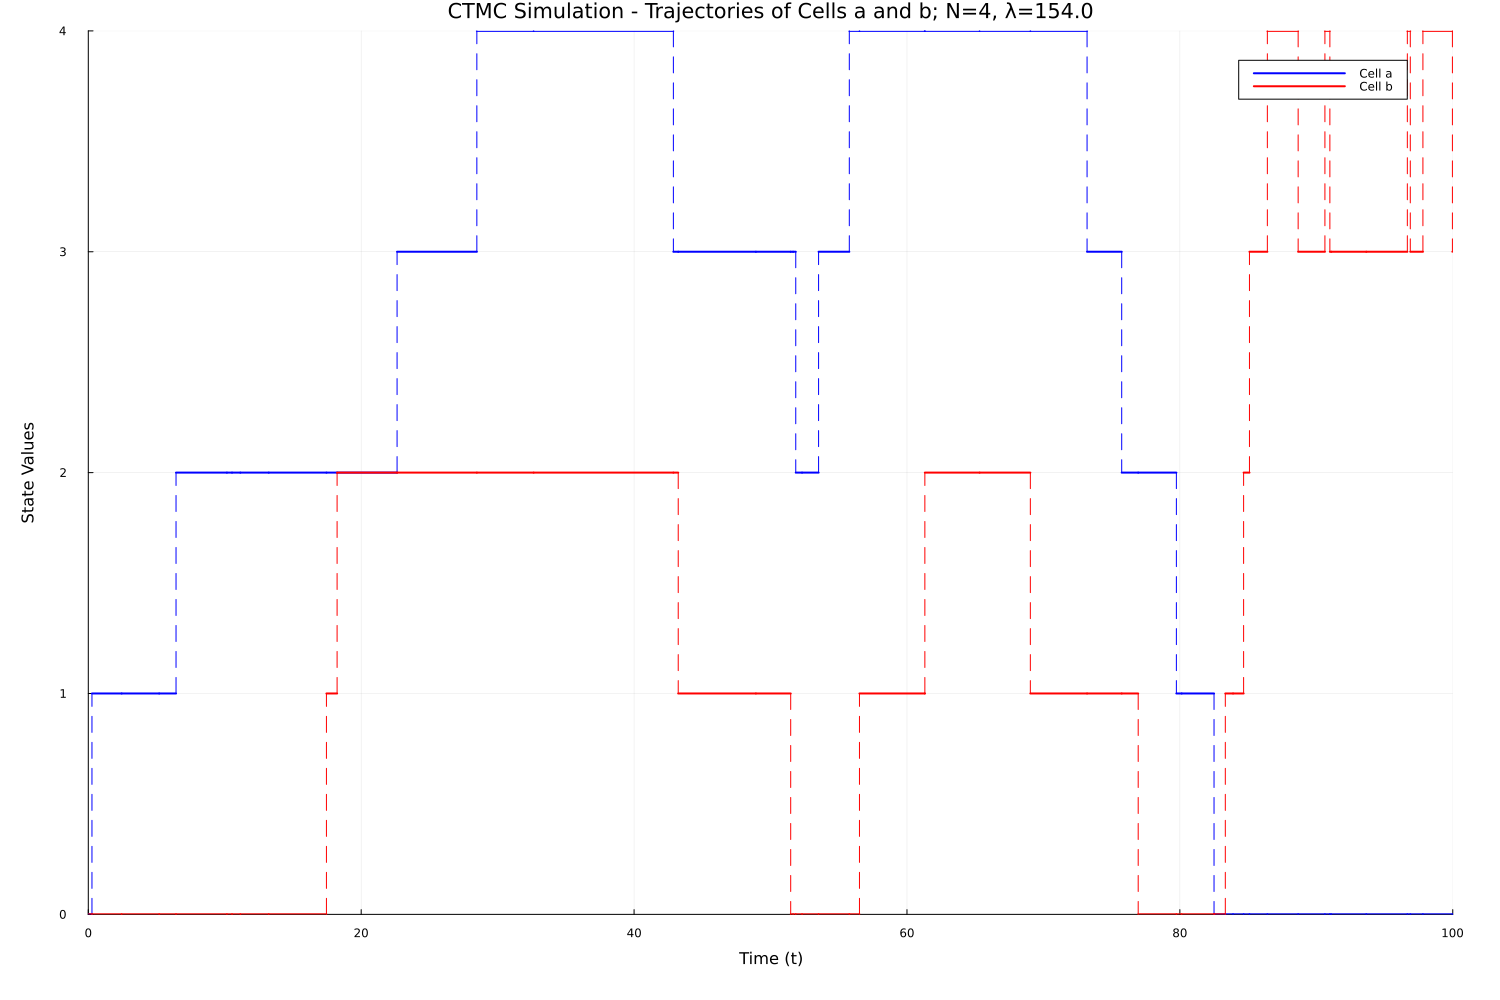 CTMC Simulation - Trajectories of Cells a and b; N=4, λ=154.0
4
Cell a
Cell b
3
State Values
2
1
0
0 20 40 60 80 100
Time (t)